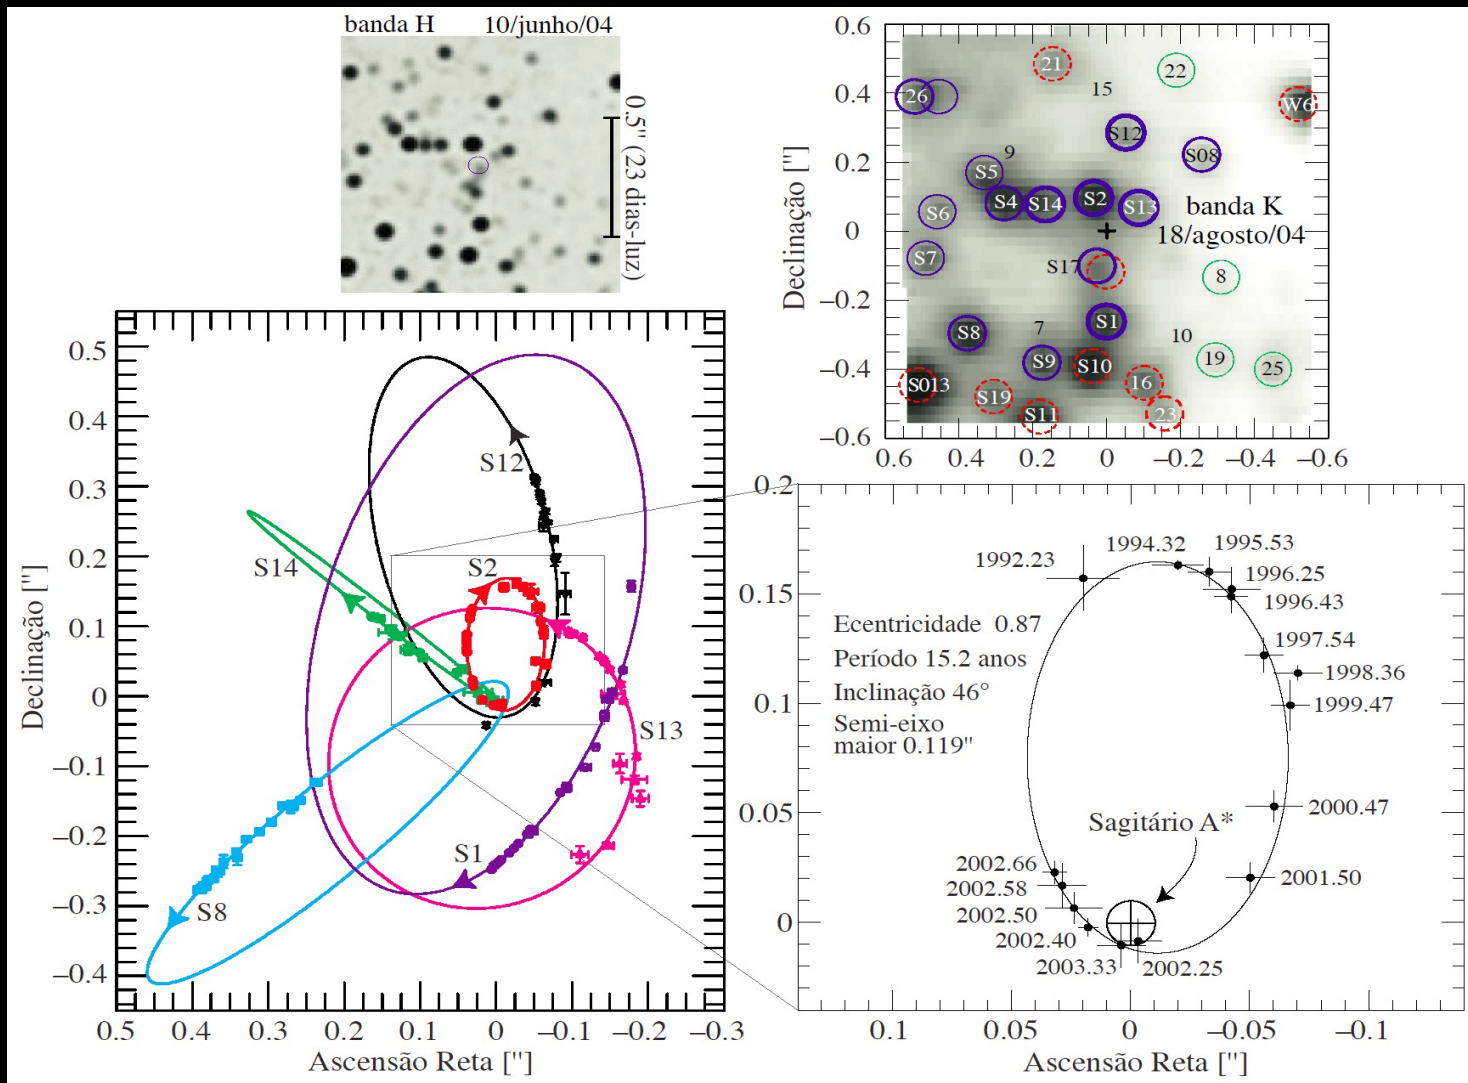 banda H 10/junho/04
0.5" (23 dias-luz)
0.6
0.4
0.2
0
−0.2
−0.4
−0.6
Declinação ["]
21
22
15
26
W6
S12
S08
9
S5
S4
S14
S2
S13
S6
banda K
18/agosto/04
S7
S17
8
S8
7
S1
10
S9
S10
19
25
S013
S19
16
S11
23
0.6 0.4 0.2 0 −0.2 −0.4 −0.6
0.5
0.4
0.3
0.2
0.1
0
−0.1
−0.2
−0.3
−0.4
Declinação ["]
S12
S14
S2
S13
S1
S8
0.5 0.4 0.3 0.2 0.1 0 −0.1 −0.2 −0.3
Ascensão Reta ["]
0.2
0.15
0.1
0.05
0
1992.23
1994.32
1995.53
1996.25
1996.43
1997.54
1998.36
1999.47
2000.47
2001.50
Ecentricidade 0.87
Período 15.2 anos
Inclinação 46°
Semi-eixo
maior 0.119"
Sagitário A*
2002.66
2002.58
2002.50
2002.40
2003.33
2002.25
0.1 0.05 0 −0.05 −0.1
Ascensão Reta ["]